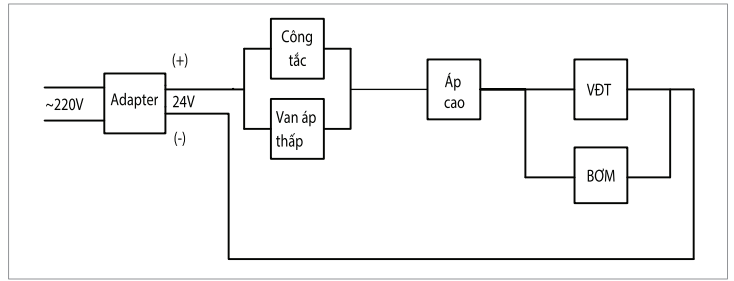 ~220V
Adapter
(+)
24V
(-)
Công
tắc
Van áp
thấp
Áp
cao
VĐT
BƠM